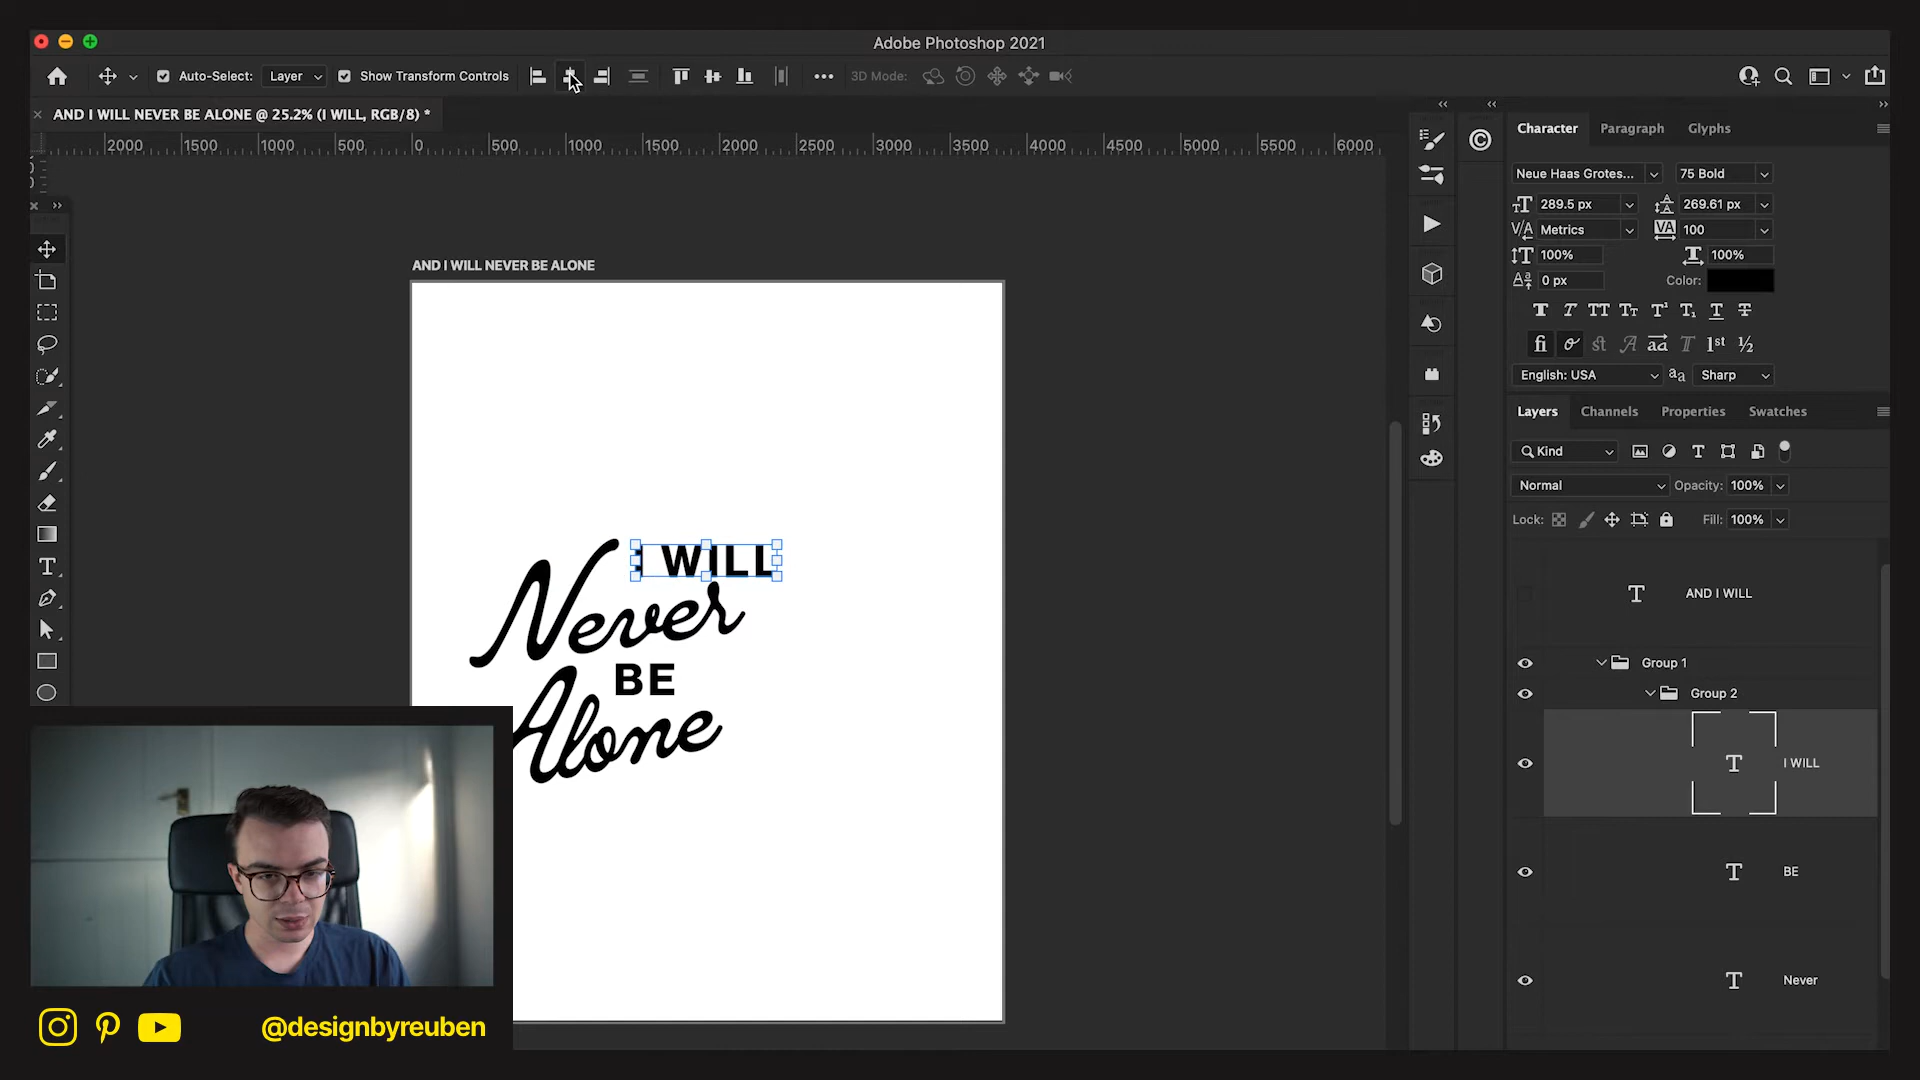 Adobe Photoshop 2021
Auto-Select: Layer Show Transform Controls 3D Mode:
AND I WILL NEVER BE ALONE @ 25.2% (I WILL, RGB/8) *
2000 1500 1000 500 0 500 1000 1500 2000 2500 3000 3500 4000 4500 5000 5500 6000
Character Paragraph Glyphs
Neue Haas Grotes... 75 Bold
289.5 px 269.61 px
Metrics 100
100% 100%
0 px Color:
English: USA Sharp
Layers Channels Properties Swatches
Kind
Normal Opacity: 100%
Lock: Fill: 100%
AND I WILL
Group 1
Group 2
I WILL
BE
Never
AND I WILL NEVER BE ALONE
I WILL
Never
BE
Alone
@designbyreuben